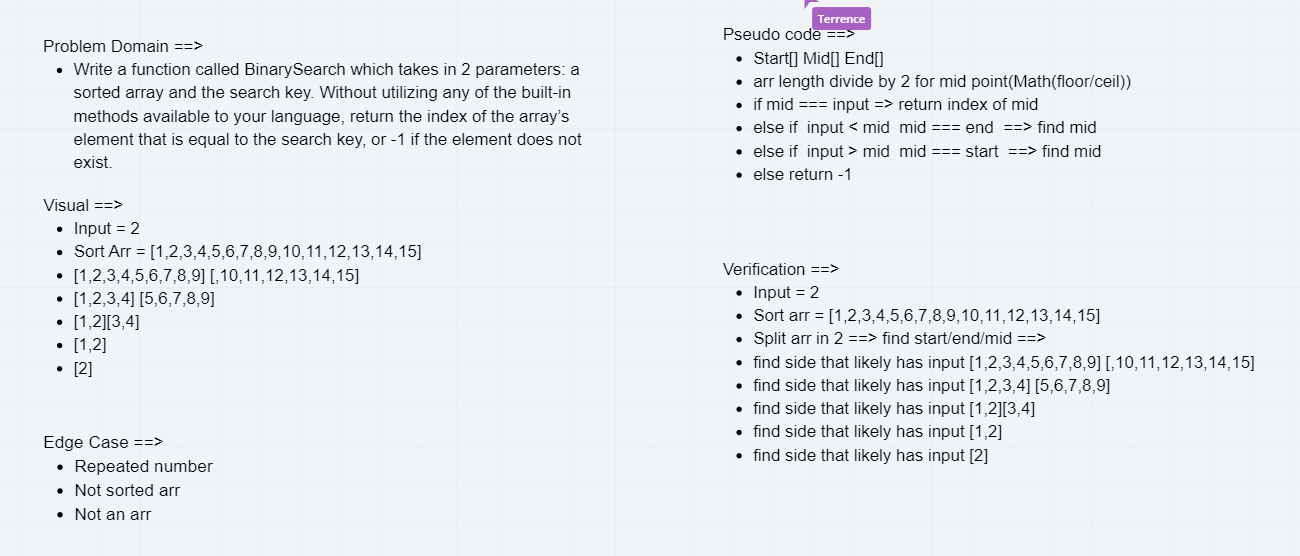 Problem Domain ==>
• Write a function called BinarySearch which takes in 2 parameters: a
sorted array and the search key. Without utilizing any of the built-in
methods available to your language, return the index of the array’s
element that is equal to the search key, or -1 if the element does not
exist.
Visual ==>
• Input = 2
• Sort Arr = [1,2,3,4,5,6,7,8,9,10,11,12,13,14,15]
• [1,2,3,4,5,6,7,8,9] [,10,11,12,13,14,15]
• [1,2,3,4] [5,6,7,8,9]
• [1,2][3,4]
• [1,2]
• [2]
Edge Case ==>
• Repeated number
• Not sorted arr
• Not an arr
Terrence
Pseudo code ==>
• Start[] Mid[] End[]
• arr length divide by 2 for mid point(Math(floor/ceil))
• if mid === input => return index of mid
• else if  input < mid  mid === end  ==> find mid
• else if  input > mid  mid === start  ==> find mid
• else return -1
Verification ==>
• Input = 2
• Sort arr = [1,2,3,4,5,6,7,8,9,10,11,12,13,14,15]
• Split arr in 2 ==> find start/end/mid ==>
• find side that likely has input [1,2,3,4,5,6,7,8,9] [,10,11,12,13,14,15]
• find side that likely has input [1,2,3,4] [5,6,7,8,9]
• find side that likely has input [1,2][3,4]
• find side that likely has input [1,2]
• find side that likely has input [2]